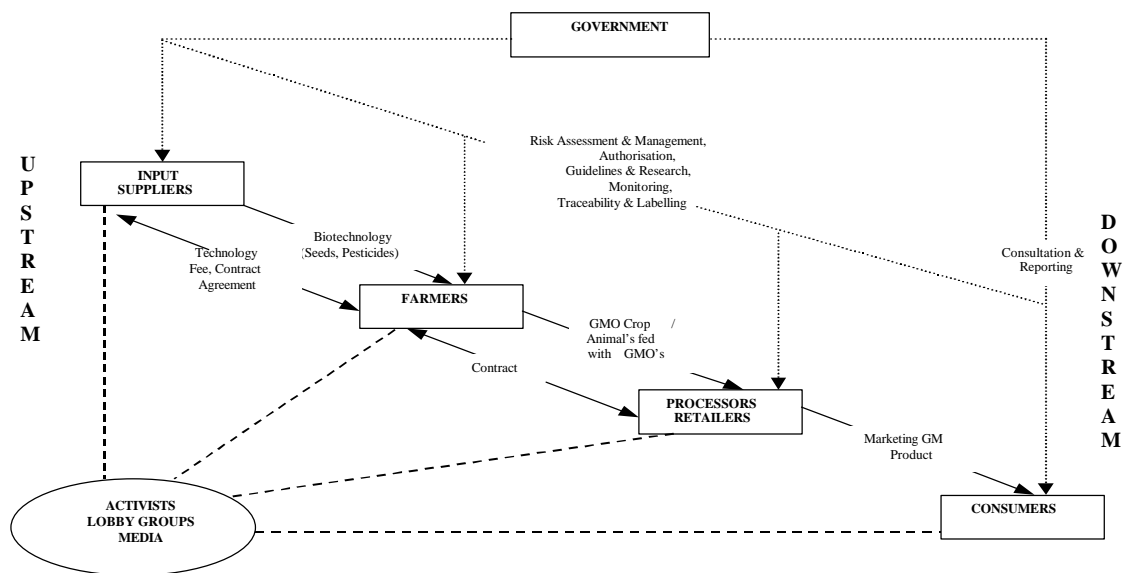 GOVERNMENT
UPSTREAM
INPUT
SUPPLIERS
Risk Assessment & Management,
Authorisation,
Guidelines & Research,
Monitoring,
Traceability & Labelling
DOWNSTREAM
Biotechnology
(Seeds, Pesticides)
Technology
Fee, Contract
Agreement
Consultation &
Reporting
FARMERS
GMO Crop /
Animal's fed
with GMO's
Contract
PROCESSORS
RETAILERS
Marketing GM
Product
ACTIVISTS
LOBBY GROUPS
MEDIA
CONSUMERS